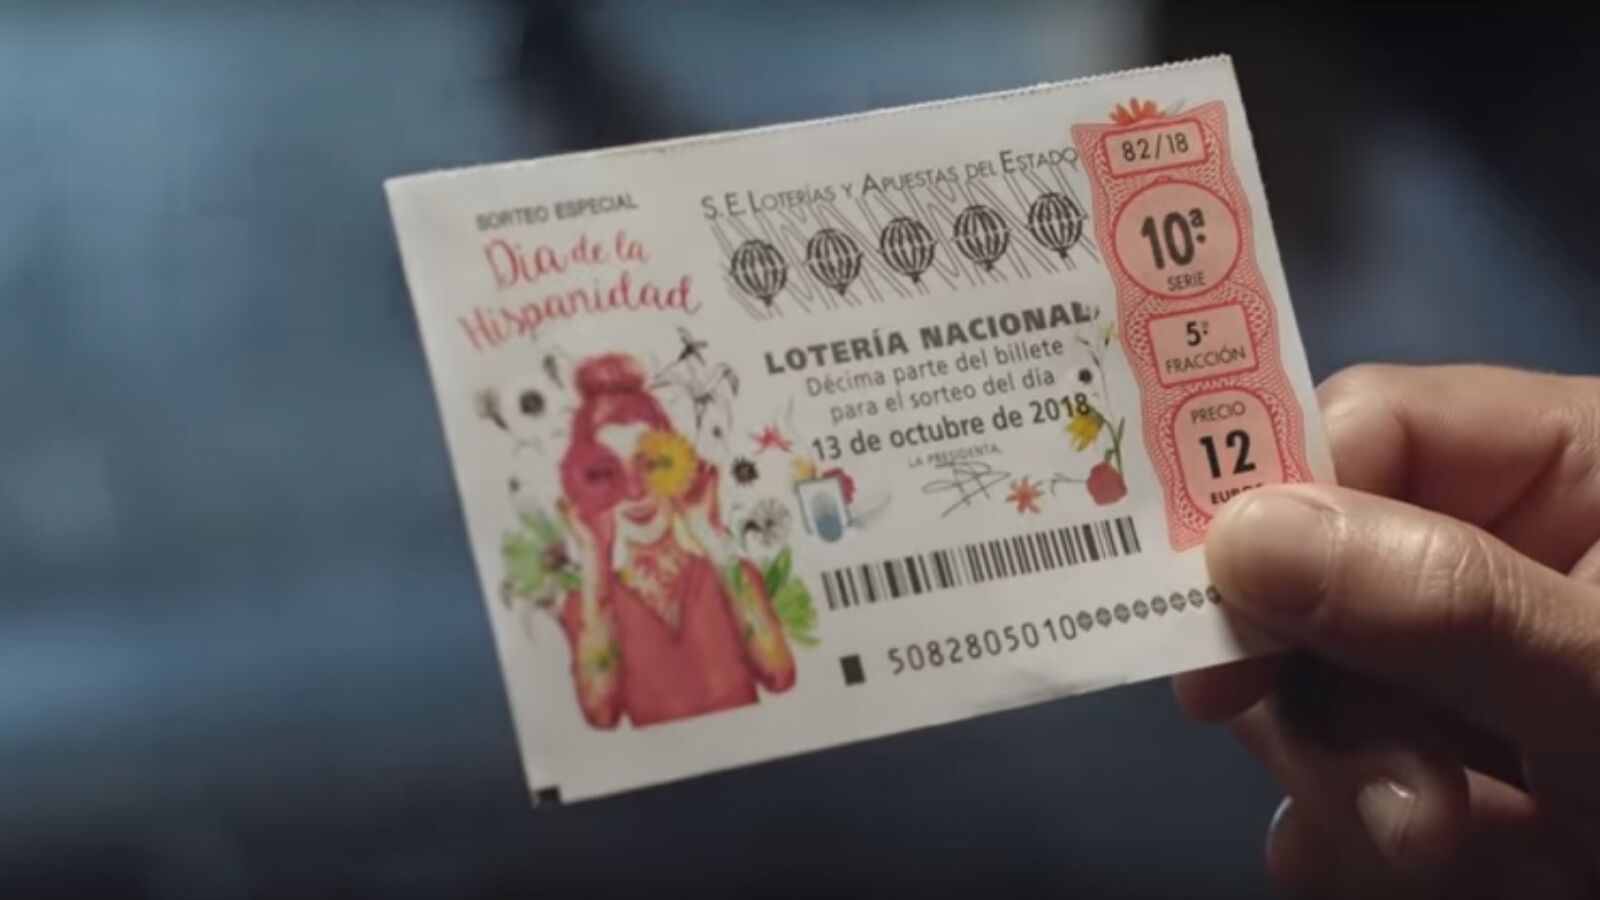 SORTEO ESPECIAL
Día de la
Hispanidad
S.E. LOTERÍAS Y APUESTAS DEL ESTADO
LOTERÍA NACIONAL
Décima parte del billete
para el sorteo del día
13 de octubre de 2018
LA PRESIDENTA,
82/18
10ª
SERIE
5ª
FRACCIÓN
PRECIO
12
EUROS
5082805010